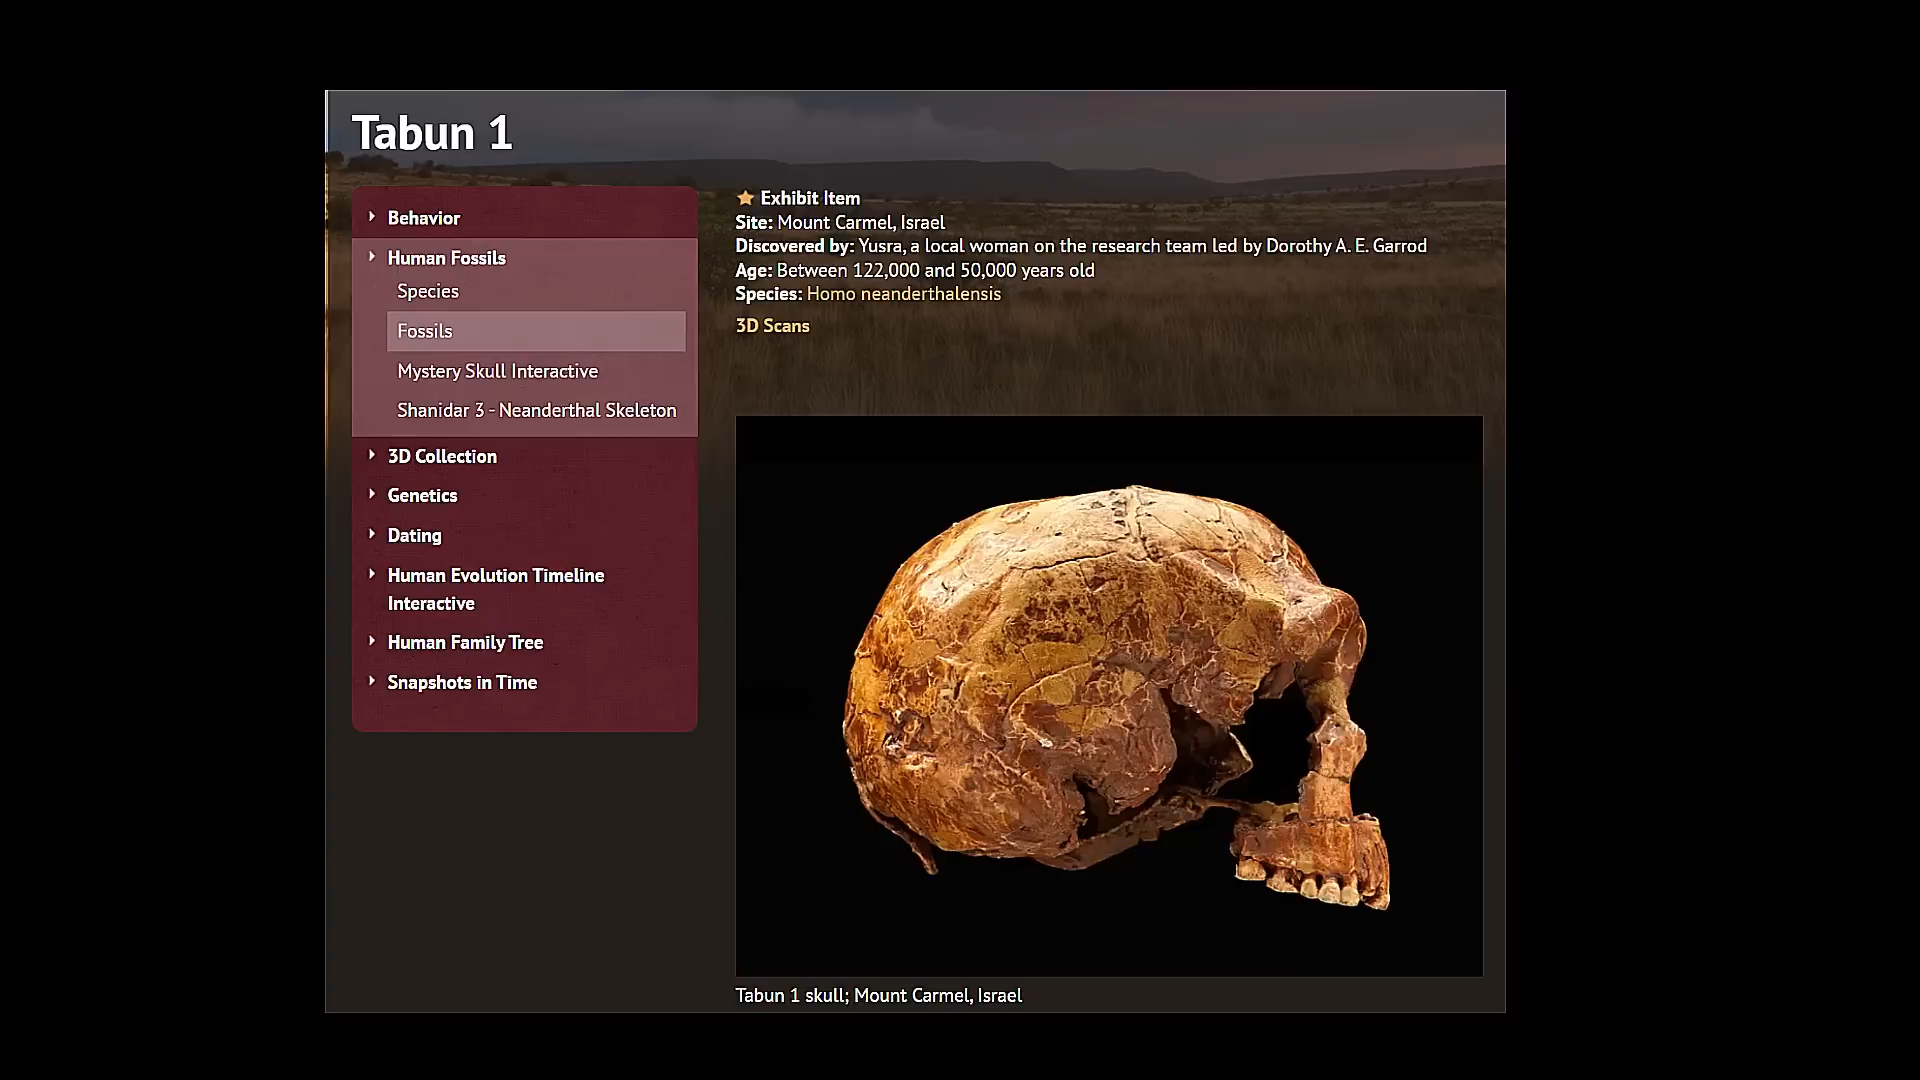 Tabun 1
Behavior
Human Fossils
Species
Fossils
Mystery Skull Interactive
Shanidar 3 - Neanderthal Skeleton
3D Collection
Genetics
Dating
Human Evolution Timeline
Interactive
Human Family Tree
Snapshots in Time
Exhibit Item
Site: Mount Carmel, Israel
Discovered by: Yusra, a local woman on the research team led by Dorothy A. E. Garrod
Age: Between 122,000 and 50,000 years old
Species: Homo neanderthalensis
3D Scans
Tabun 1 skull; Mount Carmel, Israel